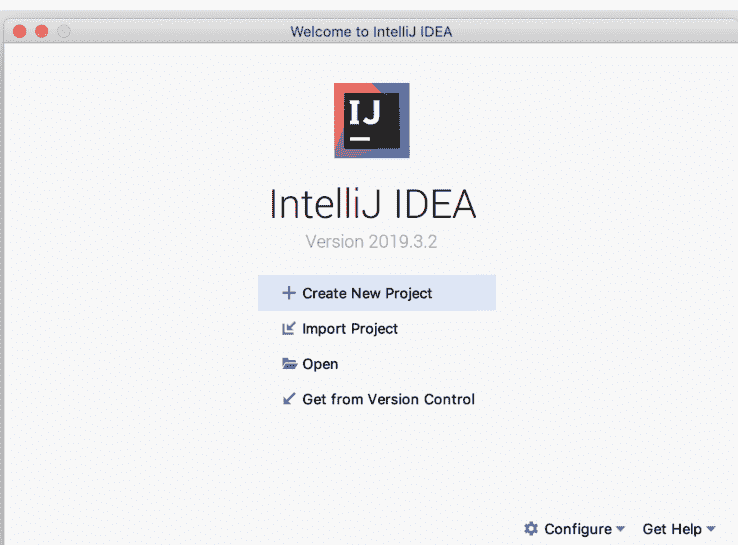 Welcome to IntelliJ IDEA
IJ
IntelliJ IDEA
Version 2019.3.2
Create New Project
Import Project
Open
Get from Version Control
Configure Get Help